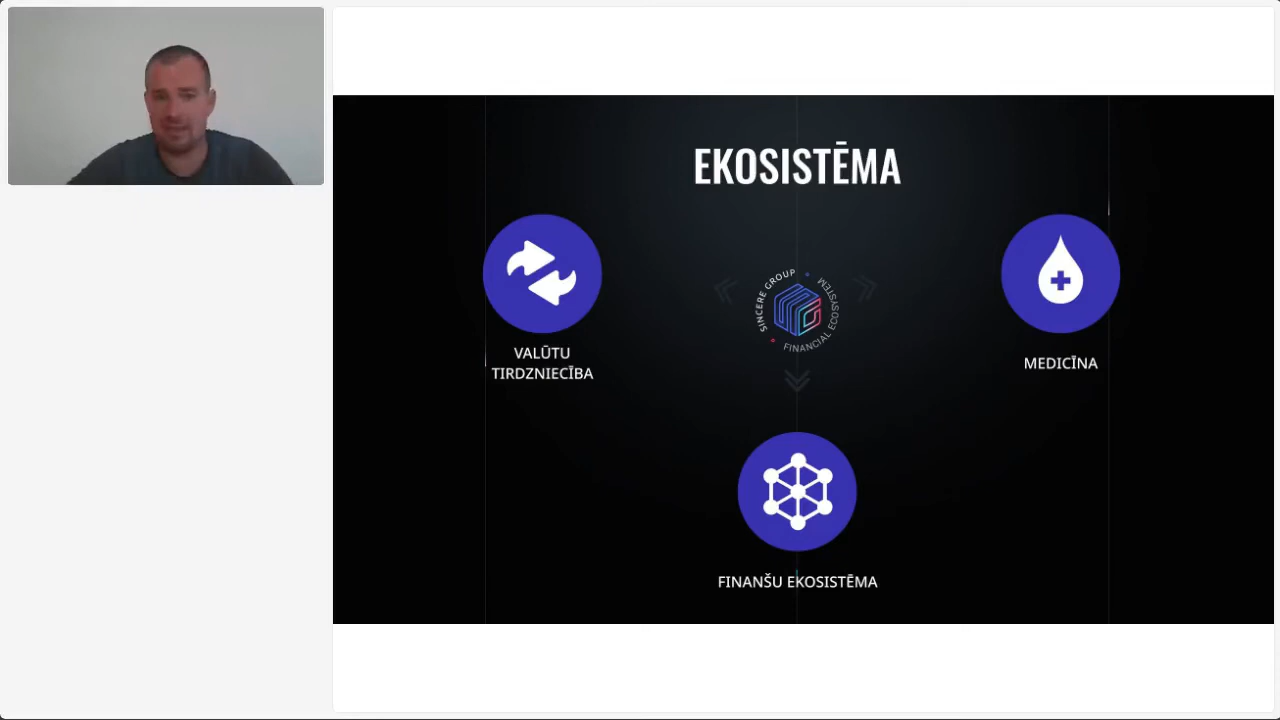 EKOSISTĒMA
VALŪTU
TIRDZNIECĪBA
SINCERE GROUP
FINANCIAL ECOSYSTEM
MEDICĪNA
FINANŠU EKOSISTĒMA